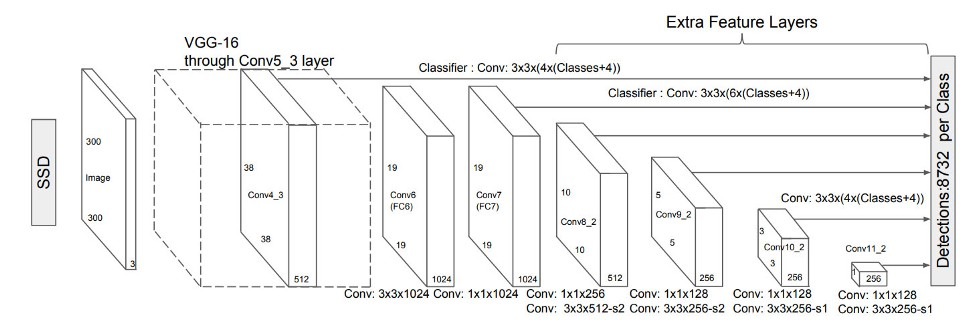 Extra Feature Layers
VGG-16
through Conv5_3 layer
Classifier : Conv: 3x3x(4x(Classes+4))
Classifier : Conv: 3x3x(6x(Classes+4))
SSD
300
Image
300
3
38
Conv4_3
38
512
19
Conv6
(FC6)
19
1024
19
Conv7
(FC7)
19
1024
10
Conv8_2
10
512
5
Conv9_2
5
256
Conv: 3x3x(4x(Classes+4))
3
Conv10_2
3
256
Conv11_2
1
256
Detections:8732 per Class
Conv: 3x3x1024
Conv: 1x1x1024
Conv: 1x1x256
Conv: 3x3x512-s2
Conv: 1x1x128
Conv: 3x3x256-s2
Conv: 1x1x128
Conv: 3x3x256-s1
Conv: 1x1x128
Conv: 3x3x256-s1